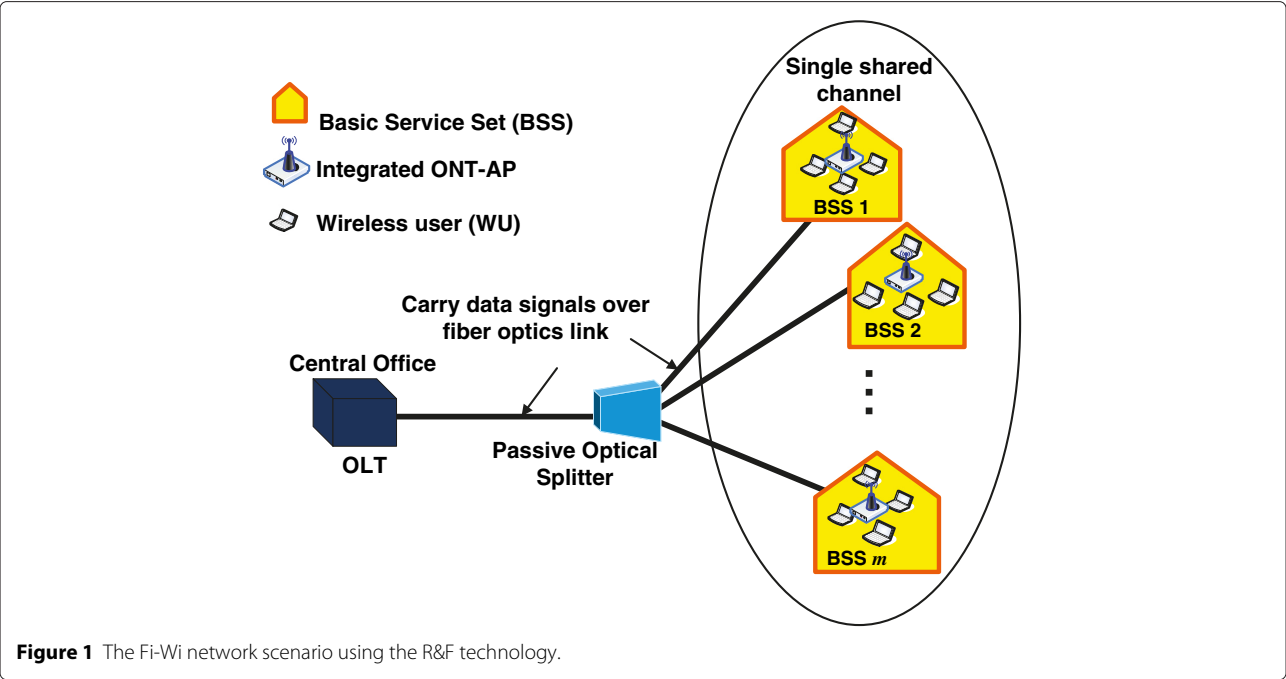 Single shared
channel
Basic Service Set (BSS)
Integrated ONT-AP
Wireless user (WU)
BSS 1
BSS 2
BSS m
Carry data signals over
fiber optics link
Central Office
OLT
Passive Optical
Splitter
Figure 1 The Fi-Wi network scenario using the R&F technology.